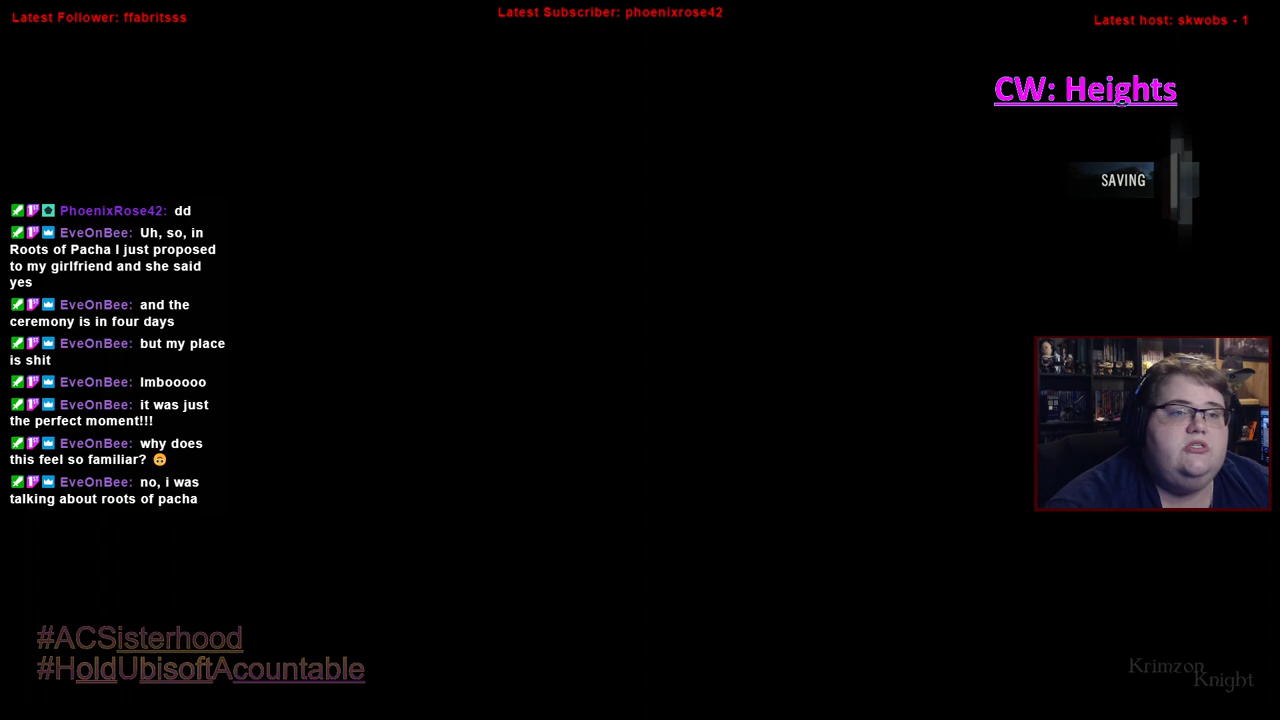 Latest Follower: ffabritsss
Latest Subscriber: phoenixrose42
Latest host: skwobs - 1
CW: Heights
SAVING
PhoenixRose42: dd
EveOnBee: Uh, so, in
Roots of Pacha I just proposed
to my girlfriend and she said
yes
EveOnBee: and the
ceremony is in four days
EveOnBee: but my place
is shit
EveOnBee: lmbooooo
EveOnBee: it was just
the perfect moment!!!
EveOnBee: why does
this feel so familiar? 🙃
EveOnBee: no, i was
talking about roots of pacha
#ACSisterhood
#HoldUbisoftAcountable
Krimzon
Knight